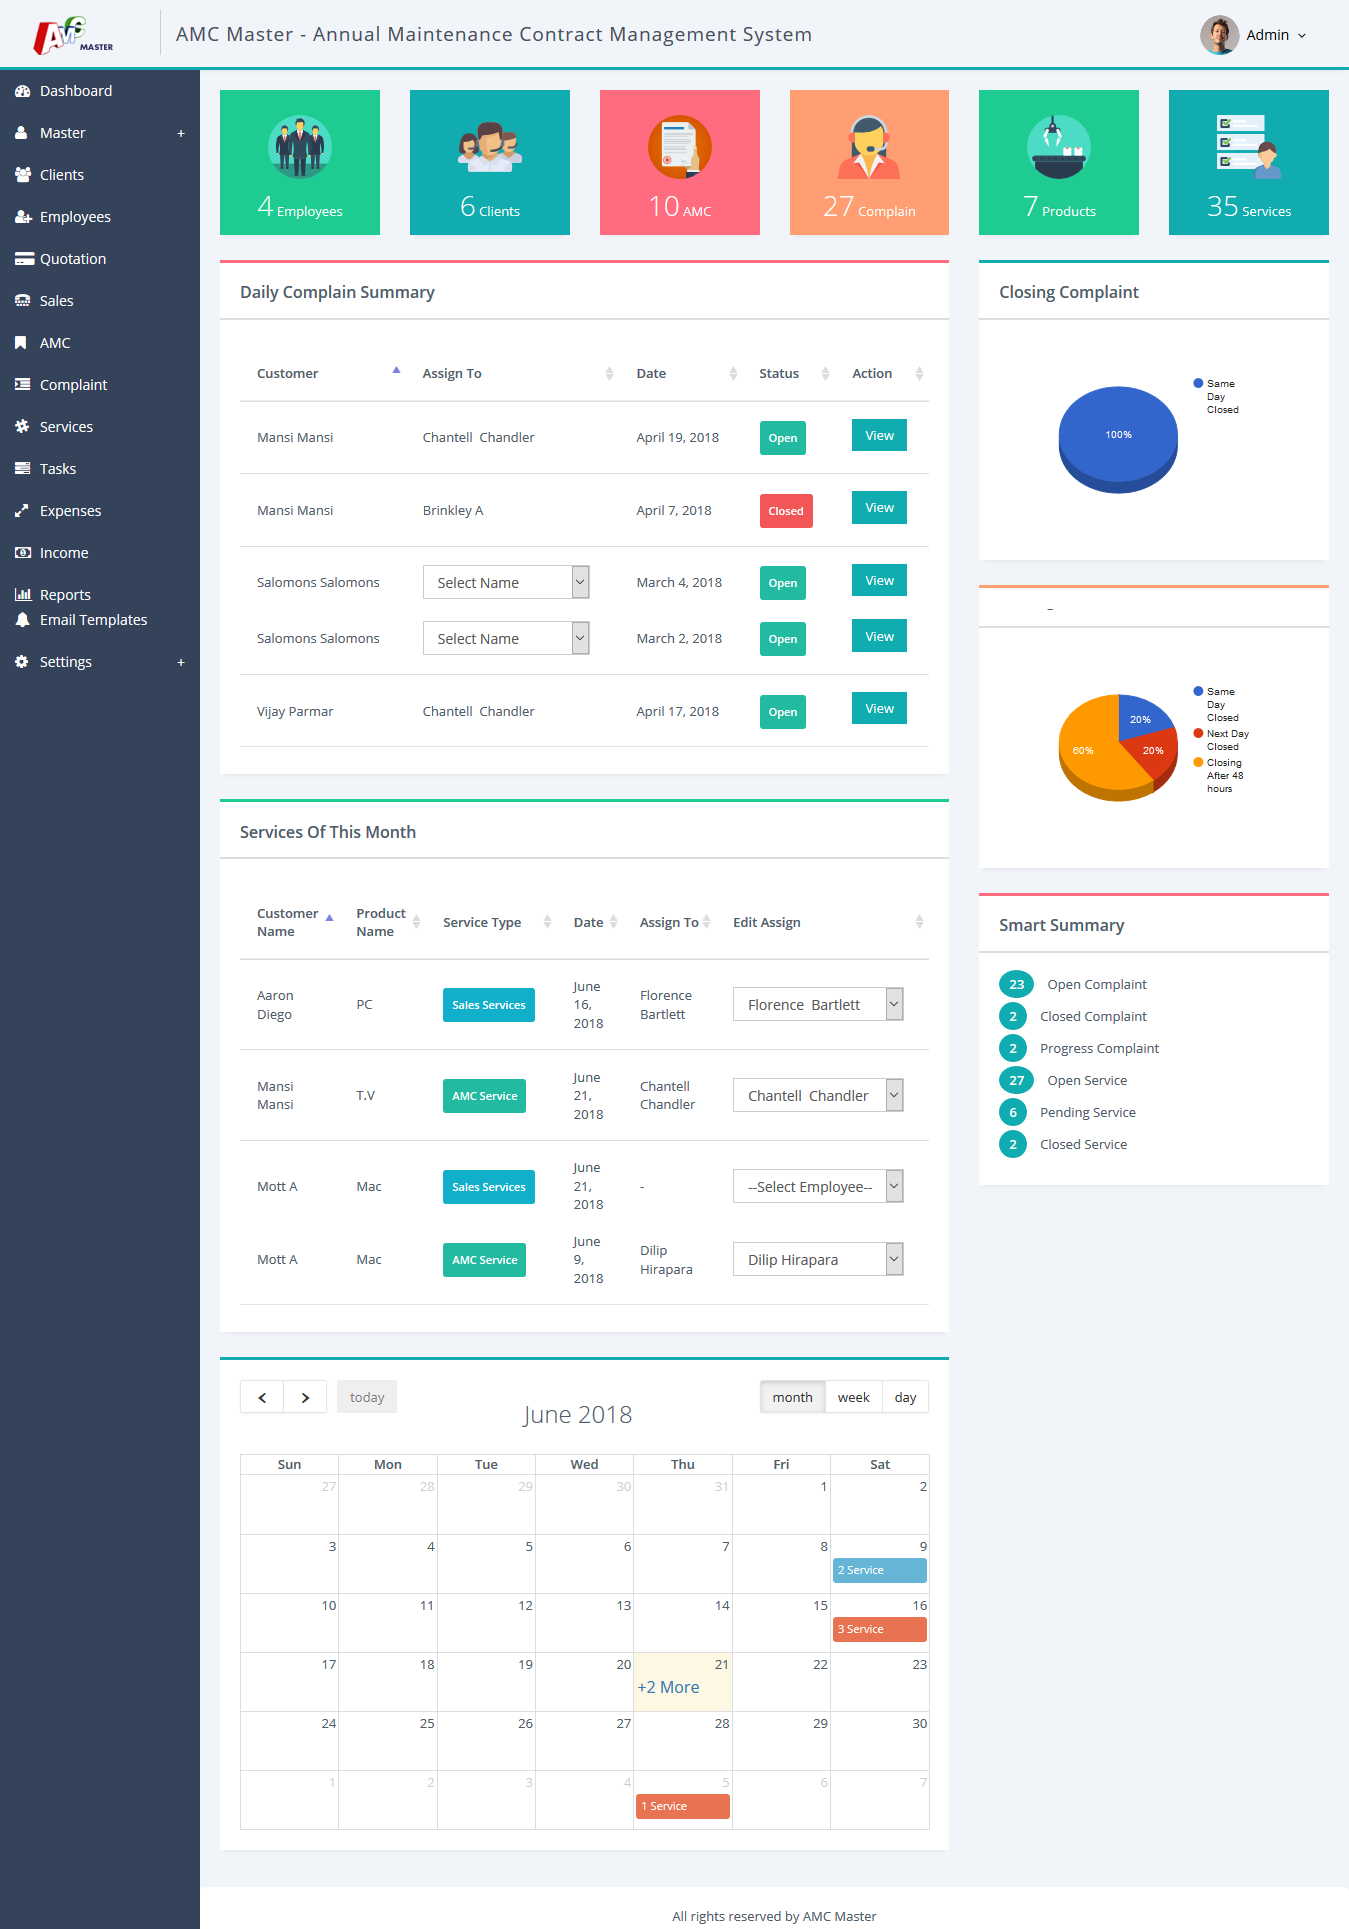 AMC MASTER
AMC Master - Annual Maintenance Contract Management System
Admin
Dashboard
Master +
Clients
Employees
Quotation
Sales
AMC
Complaint
Services
Tasks
Expenses
Income
Reports
Email Templates
Settings +
4 Employees
6 Clients
10 AMC
27 Complain
7 Products
35 Services
Daily Complain Summary
Customer Assign To Date Status Action
Mansi Mansi Chantell Chandler April 19, 2018 Open View
Mansi Mansi Brinkley A April 7, 2018 Closed View
Salomons Salomons Select Name March 4, 2018 Open View
Salomons Salomons Select Name March 2, 2018 Open View
Vijay Parmar Chantell Chandler April 17, 2018 Open View
Closing Complaint
100%
Same
Day
Closed
–
20%
20%
60%
Same
Day
Closed
Next Day
Closed
Closing
After 48
hours
Services Of This Month
Customer Product Service Type Date Assign To Edit Assign
Name Name
Aaron PC Sales Services June Florence Florence Bartlett
Diego 16, Bartlett
2018
Mansi T.V AMC Service June Chantell Chantell Chandler
Mansi 21, Chandler
2018
Mott A Mac Sales Services June - --Select Employee--
21,
2018
Mott A Mac AMC Service June Dilip Dilip Hirapara
9, Hirapara
2018
Smart Summary
23 Open Complaint
2 Closed Complaint
2 Progress Complaint
27 Open Service
6 Pending Service
2 Closed Service
today
June 2018
month week day
Sun Mon Tue Wed Thu Fri Sat
27 28 29 30 31 1 2
3 4 5 6 7 8 9
2 Service
10 11 12 13 14 15 16
3 Service
17 18 19 20 21 22 23
+2 More
24 25 26 27 28 29 30
1 2 3 4 5 6 7
1 Service
All rights reserved by AMC Master